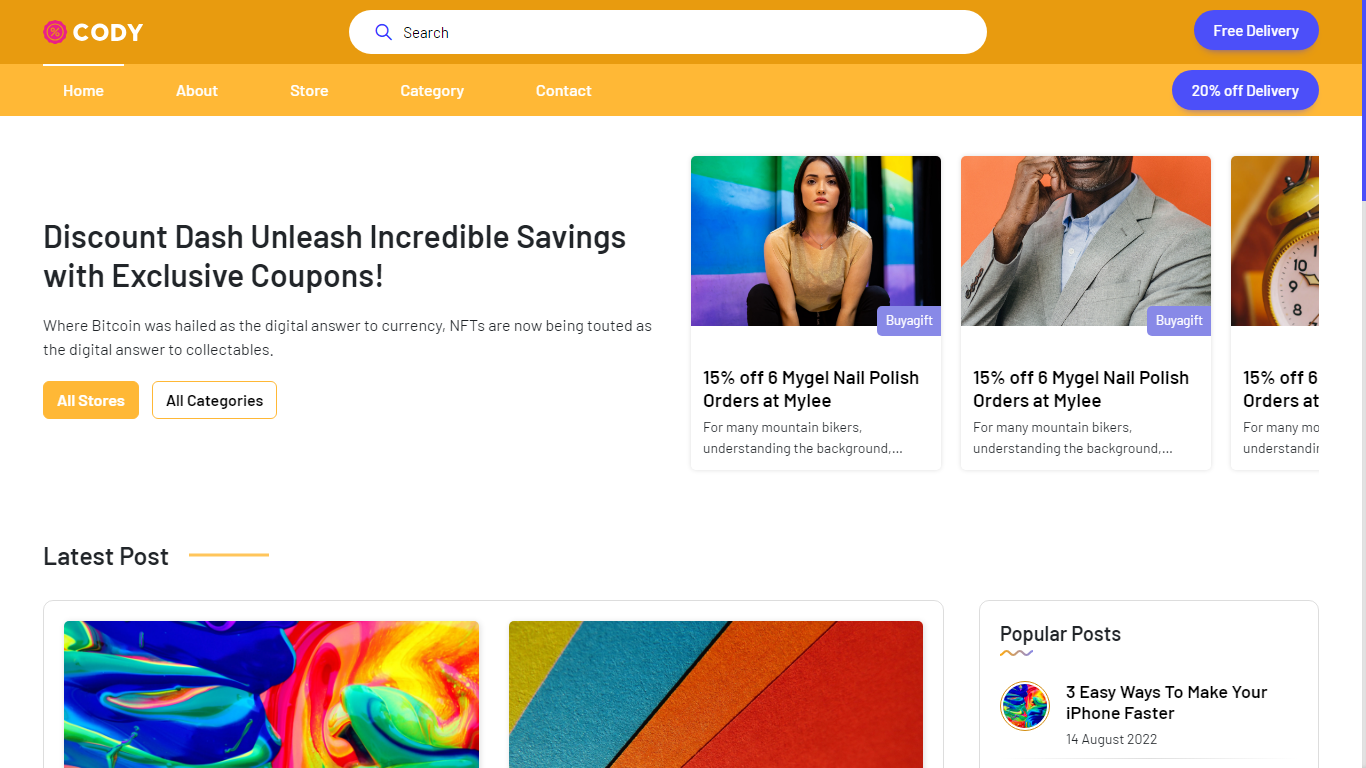 CODY
Search
Free Delivery
Home
About
Store
Category
Contact
20% off Delivery
Discount Dash Unleash Incredible Savings
with Exclusive Coupons!
Where Bitcoin was hailed as the digital answer to currency, NFTs are now being touted as
the digital answer to collectables.
All Stores
All Categories
Buyagift
15% off 6 Mygel Nail Polish
Orders at Mylee
For many mountain bikers,
understanding the background,...
Buyagift
15% off 6 Mygel Nail Polish
Orders at Mylee
For many mountain bikers,
understanding the background,...
10
9
8
15% off 6
Orders at
For many
Latest Post
Popular Posts
3 Easy Ways To Make Your
iPhone Faster
14 August 2022